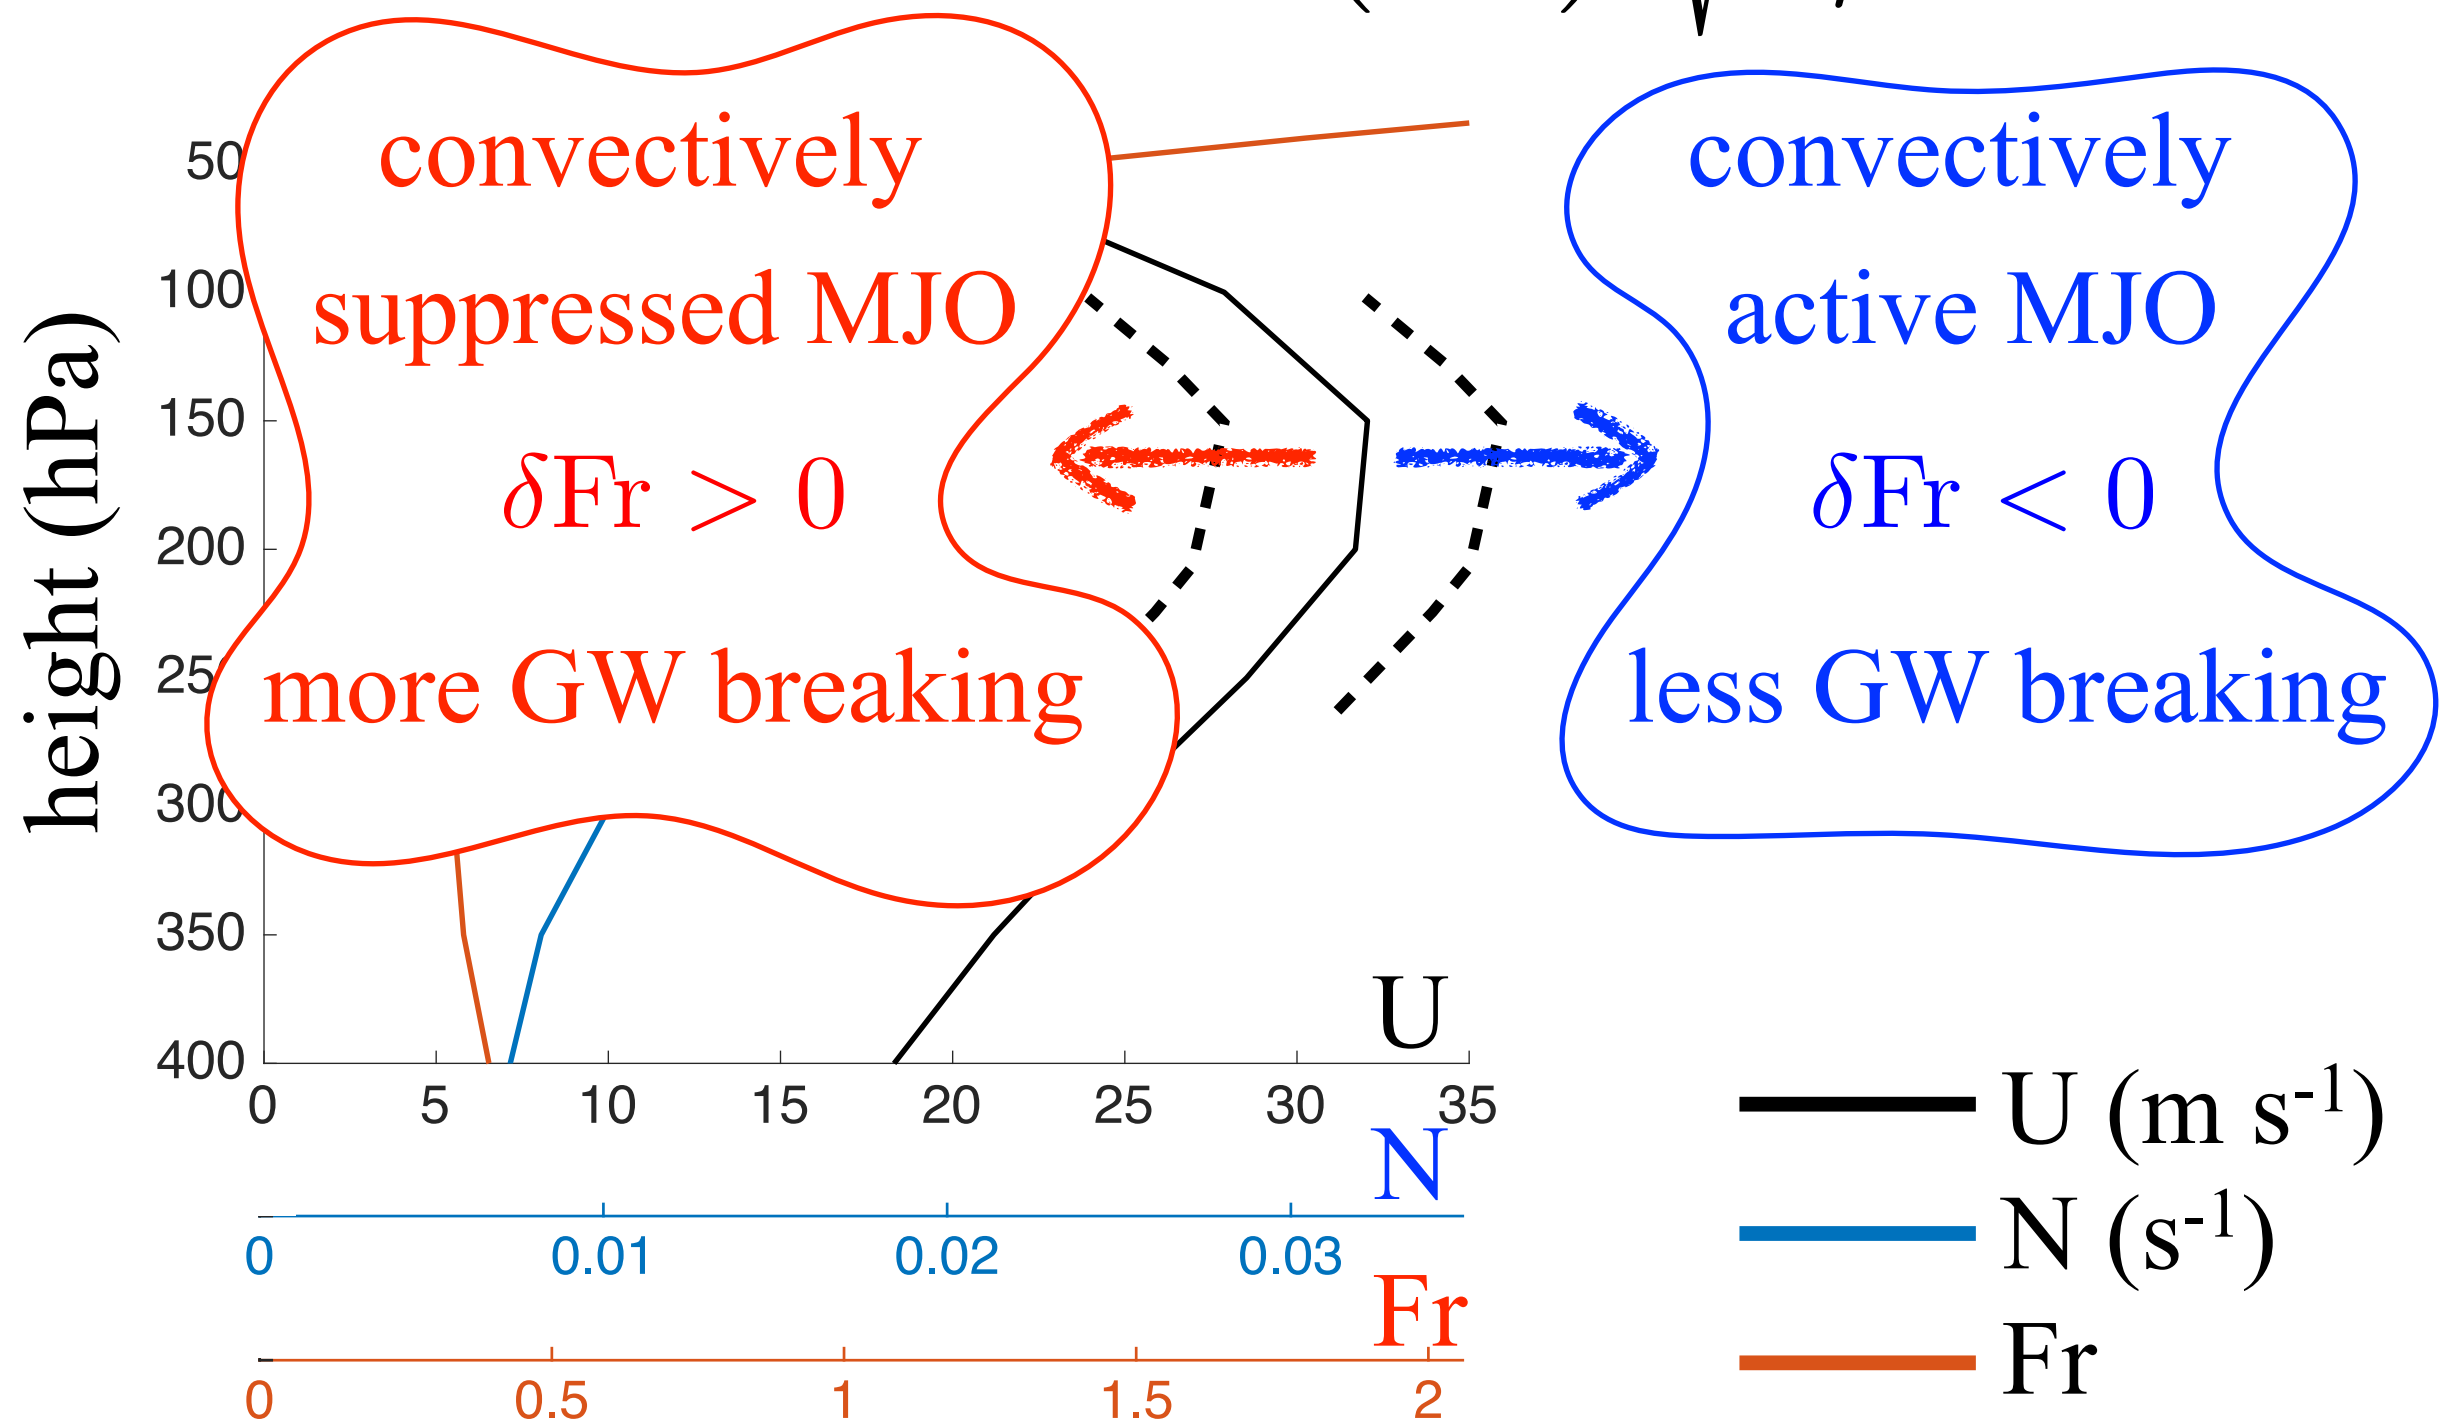 convectively
suppressed MJO
δFr > 0
more GW breaking
convectively
active MJO
δFr < 0
less GW breaking
height (hPa)
50
100
150
200
25
300
350
400
0 5 10 15 20 25 30 35
U
N
0 0.01 0.02 0.03
Fr
0 0.5 1 1.5 2
U (m s⁻¹)
N (s⁻¹)
Fr